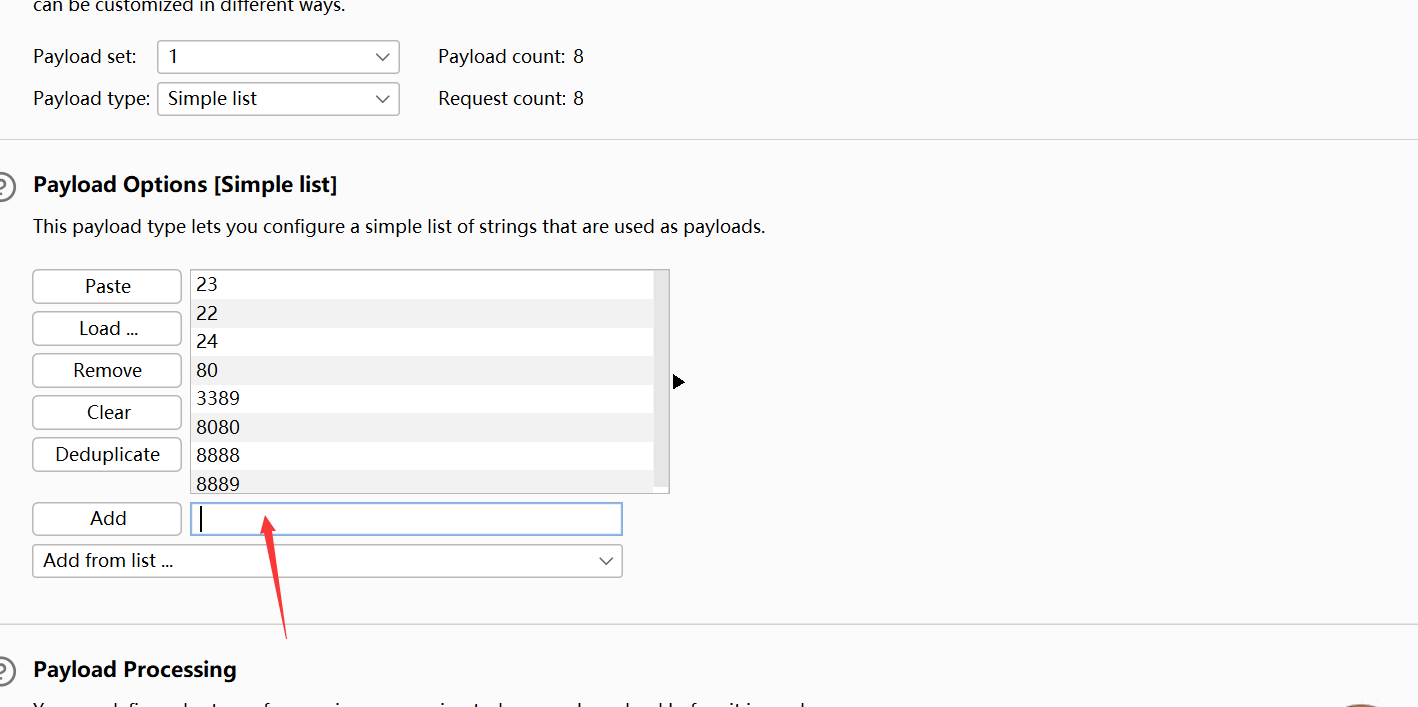 can be customized in different ways.
Payload set: 1 Payload count: 8
Payload type: Simple list Request count: 8
Payload Options [Simple list]
This payload type lets you configure a simple list of strings that are used as payloads.
Paste
Load ...
Remove
Clear
Deduplicate
23
22
24
80
3389
8080
8888
8889
Add
Add from list ...
Payload Processing